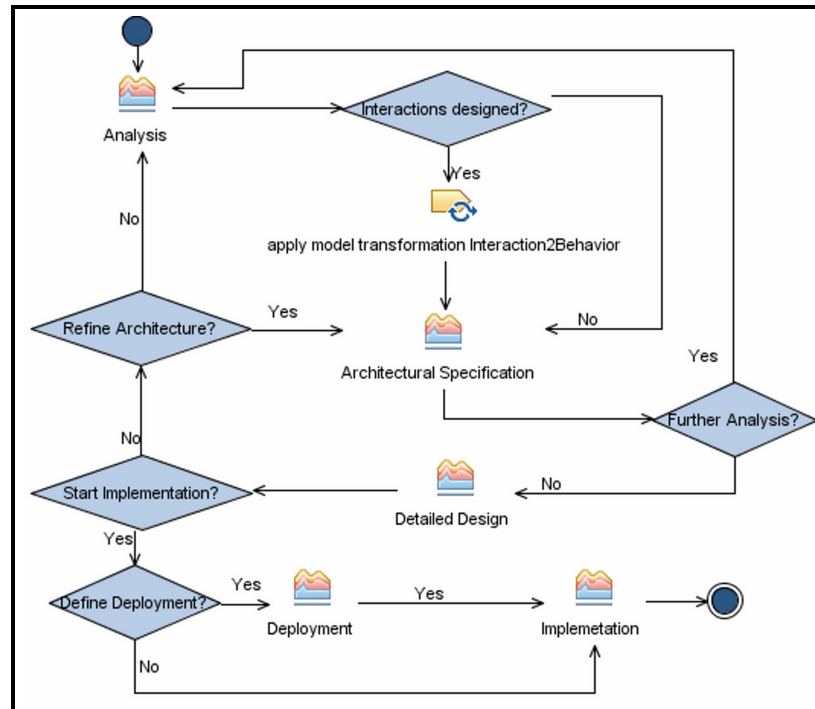 Analysis
Interactions designed?
Yes
apply model transformation Interaction2Behavior
No
No
Refine Architecture?
Yes
Architectural Specification
Yes
Further Analysis?
No
Start Implementation?
Detailed Design
No
Yes
Define Deployment?
Yes
Deployment
Yes
Implemetation
No